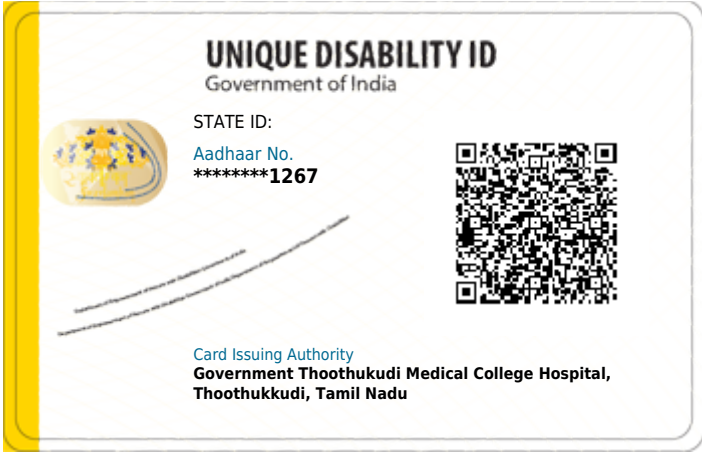 UNIQUE DISABILITY ID
Government of India
STATE ID:
Aadhaar No.
********1267
Card Issuing Authority
Government Thoothukudi Medical College Hospital,
Thoothukkudi, Tamil Nadu